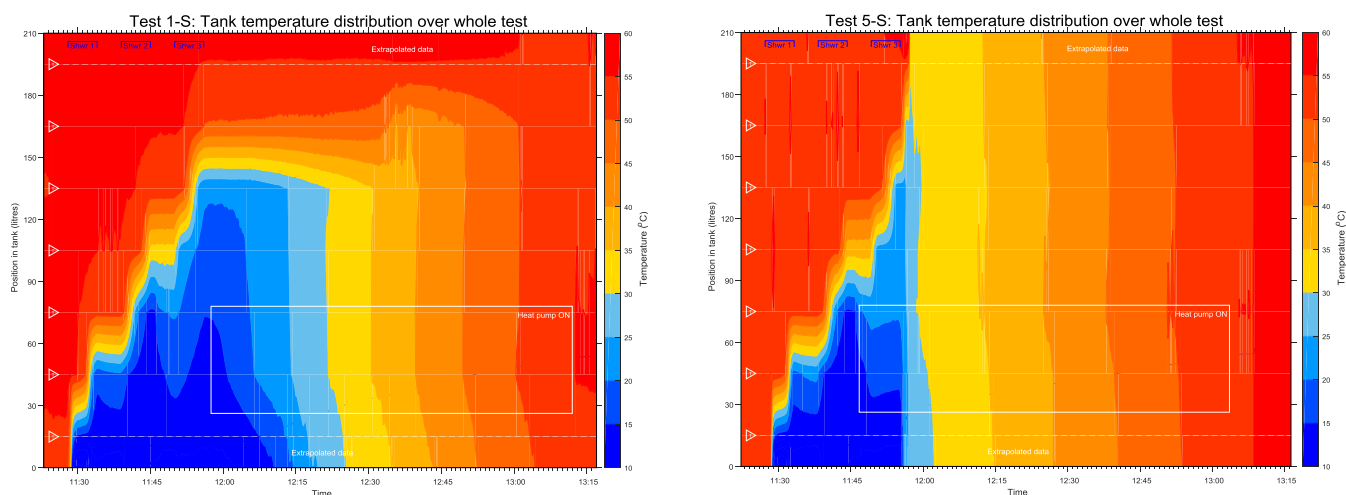 Test 1-S: Tank temperature distribution over whole test
210
180
150
120
90
60
30
0
Position in tank (litres)
Shwr 1
Shwr 2
Shwr 3
Extrapolated data
Heat pump ON
Extrapolated data
11:30
11:45
12:00
12:15
12:30
12:45
13:00
13:15
Time
60
55
50
45
40
35
30
25
20
15
10
Temperature (°C)
Test 5-S: Tank temperature distribution over whole test
210
180
150
120
90
60
30
0
Position in tank (litres)
Shwr 1
Shwr 2
Shwr 3
Extrapolated data
Heat pump ON
Extrapolated data
11:30
11:45
12:00
12:15
12:30
12:45
13:00
13:15
Time
60
55
50
45
40
35
30
25
20
15
10
Temperature (°C)